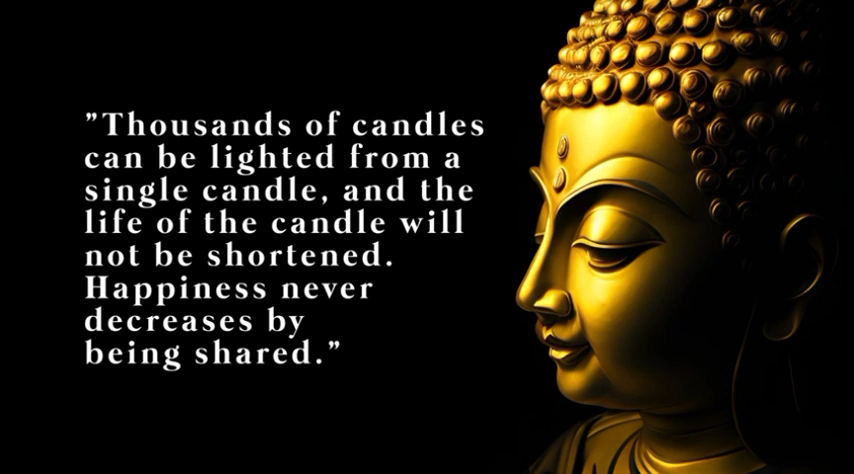 "Thousands of candles
can be lighted from a
single candle, and the
life of the candle will
not be shortened.
Happiness never
decreases by
being shared."